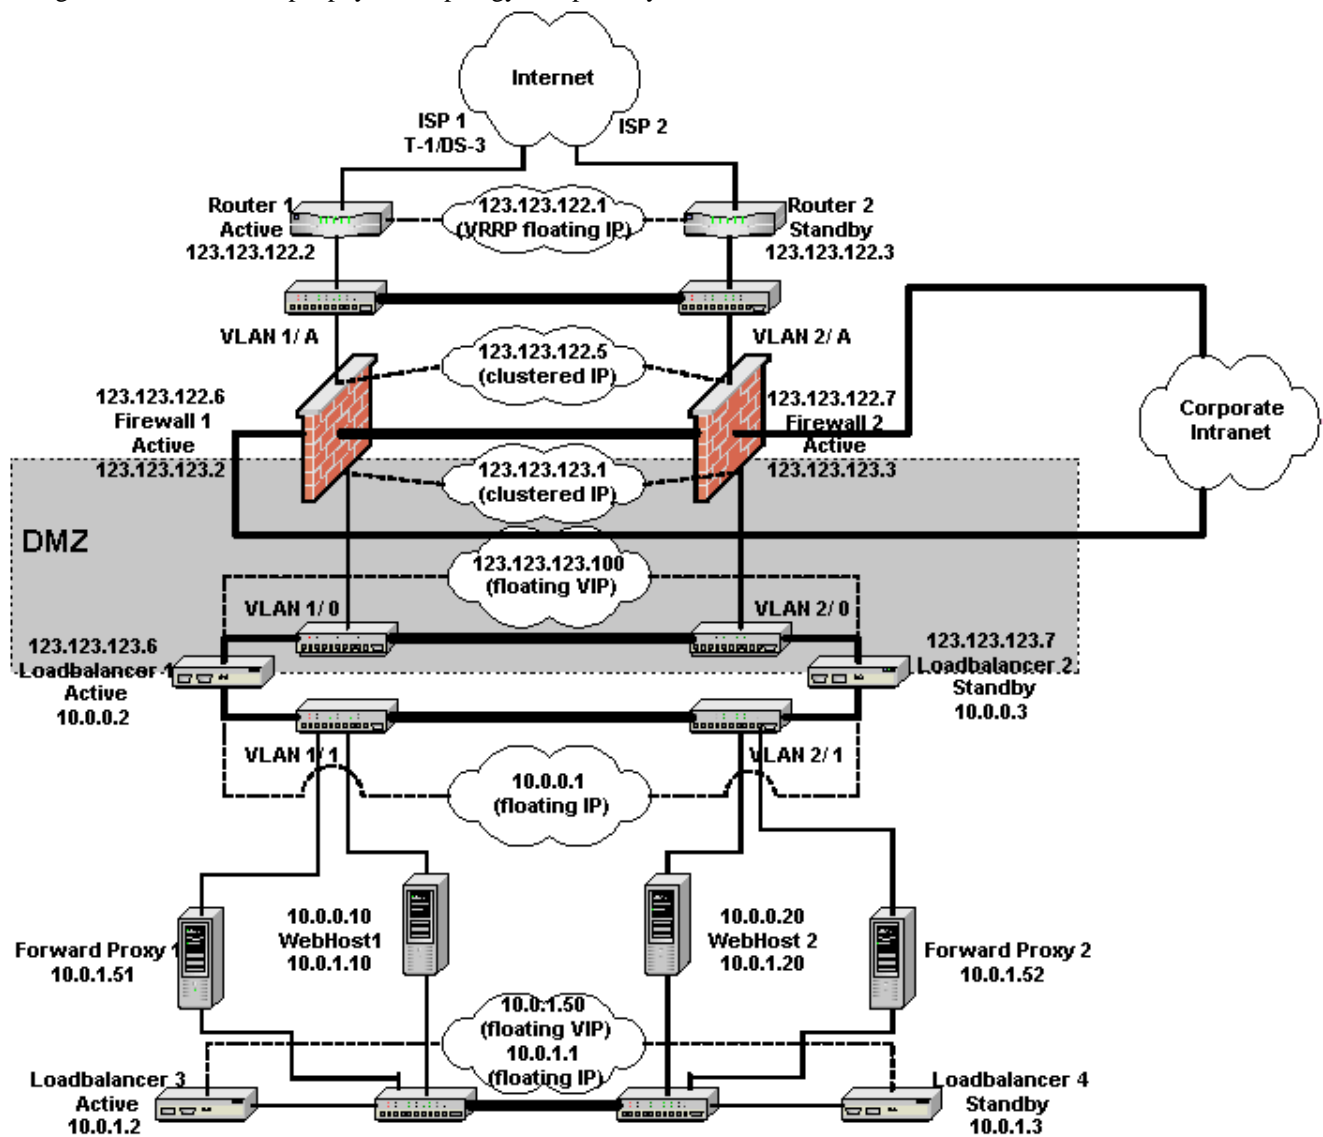 Internet
ISP 1
T-1/DS-3
ISP 2
Router 1
Active
123.123.122.2
123.123.122.1
(VRRP floating IP)
Router 2
Standby
123.123.122.3
VLAN 1/ A
VLAN 2/ A
123.123.122.5
(clustered IP)
123.123.122.6
Firewall 1
Active
123.123.123.2
123.123.122.7
Firewall 2
Active
123.123.123.3
Corporate
Intranet
123.123.123.1
(clustered IP)
DMZ
123.123.123.100
(floating VIP)
VLAN 1/ 0
VLAN 2/ 0
123.123.123.6
Loadbalancer 1
Active
10.0.0.2
123.123.123.7
Loadbalancer 2
Standby
10.0.0.3
VLAN 1/ 1
VLAN 2/ 1
10.0.0.1
(floating IP)
Forward Proxy 1
10.0.1.51
10.0.0.10
WebHost1
10.0.1.10
10.0.0.20
WebHost 2
10.0.1.20
Forward Proxy 2
10.0.1.52
10.0.1.50
(floating VIP)
10.0.1.1
(floating IP)
Loadbalancer 3
Active
10.0.1.2
Loadbalancer 4
Standby
10.0.1.3